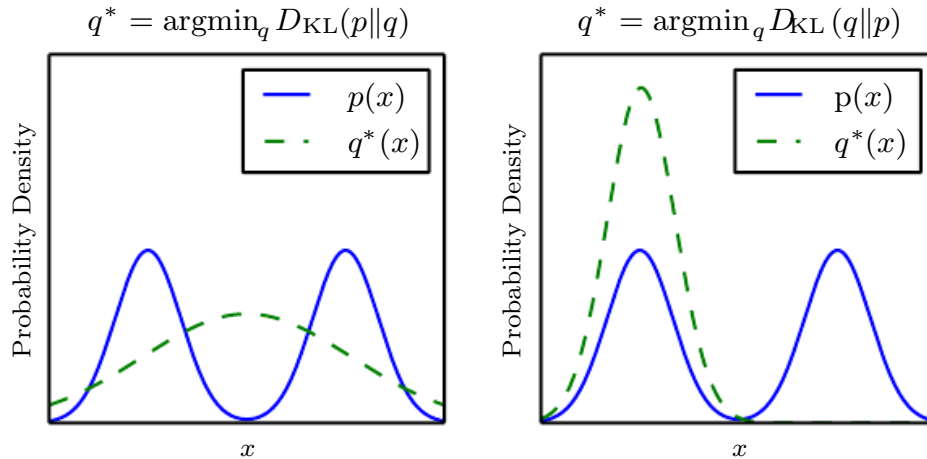 q* = argmin_q D_KL(p‖q)
p(x)
q*(x)
Probability Density
x
q* = argmin_q D_KL (q‖p)
p(x)
q*(x)
Probability Density
x